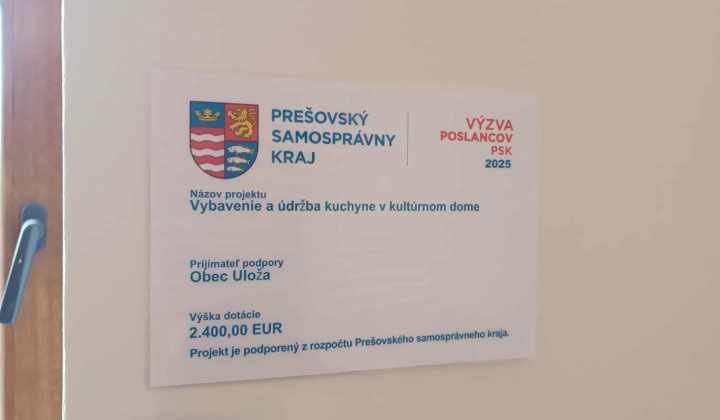 PREŠOVSKÝ
SAMOSPRÁVNY
KRAJ
VÝZVA
POSLANCOV
PSK
2025
Názov projektu
Vybavenie a údržba kuchyne v kultúrnom dome
Prijímateľ podpory
Obec Uloža
Výška dotácie
2.400,00 EUR
Projekt je podporený z rozpočtu Prešovského samosprávneho kraja.